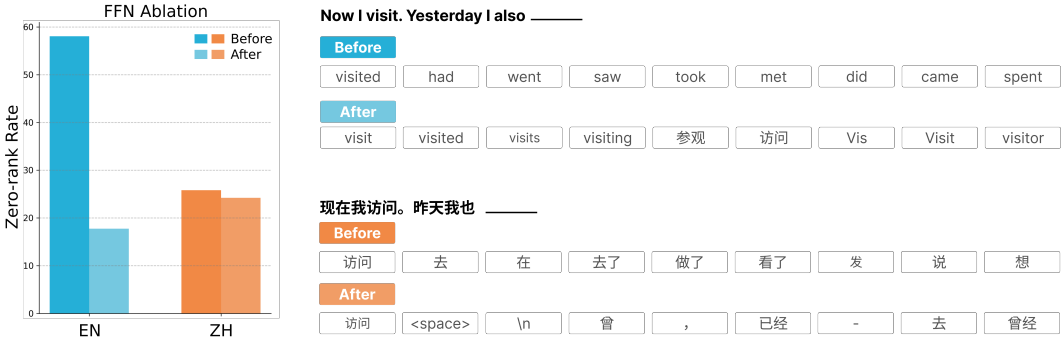 FFN Ablation
Zero-rank Rate
60
50
40
30
20
10
0
Before
After
EN
ZH
Now I visit. Yesterday I also ______
Before
visited had went saw took met did came spent
After
visit visited visits visiting 参观 访问 Vis Visit visitor
现在我访问。昨天我也 ______
Before
访问 去 在 去了 做了 看了 发 说 想
After
访问 <space> \n 曾 , 已经 - 去 曾经